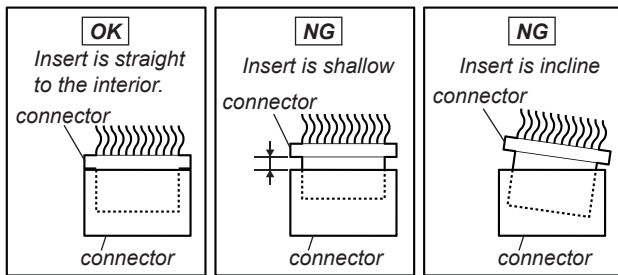 OK
Insert is straight
to the interior.
connector
connector
NG
Insert is shallow
connector
connector
NG
Insert is incline
connector
connector